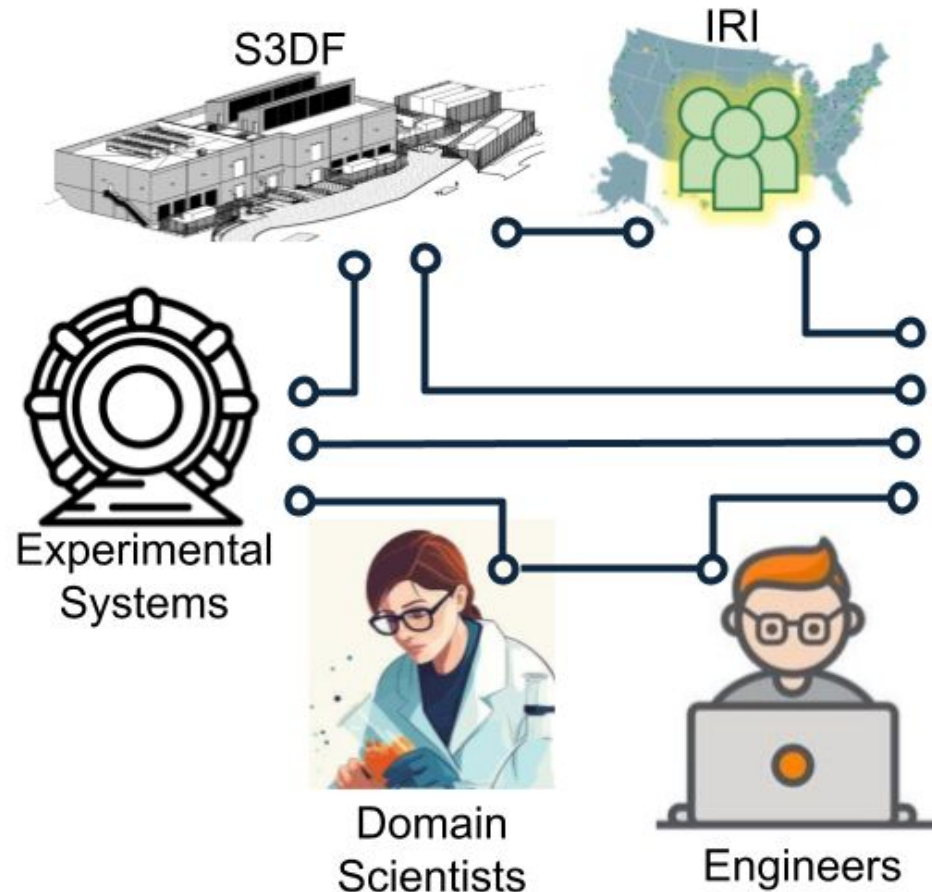 S3DF
IRI
Experimental
Systems
Domain
Scientists
Engineers